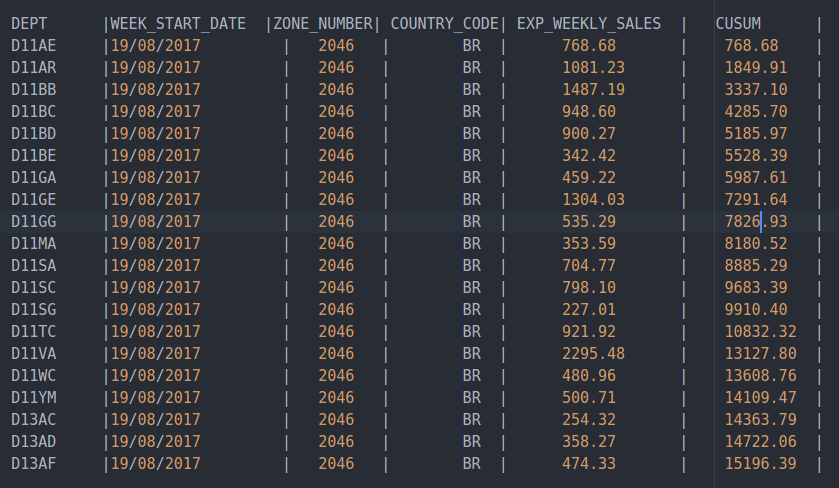 DEPT |WEEK_START_DATE |ZONE_NUMBER| COUNTRY_CODE| EXP_WEEKLY_SALES | CUSUM |
D11AE |19/08/2017 | 2046 | BR | 768.68 | 768.68 |
D11AR |19/08/2017 | 2046 | BR | 1081.23 | 1849.91 |
D11BB |19/08/2017 | 2046 | BR | 1487.19 | 3337.10 |
D11BC |19/08/2017 | 2046 | BR | 948.60 | 4285.70 |
D11BD |19/08/2017 | 2046 | BR | 900.27 | 5185.97 |
D11BE |19/08/2017 | 2046 | BR | 342.42 | 5528.39 |
D11GA |19/08/2017 | 2046 | BR | 459.22 | 5987.61 |
D11GE |19/08/2017 | 2046 | BR | 1304.03 | 7291.64 |
D11GG |19/08/2017 | 2046 | BR | 535.29 | 7826.93 |
D11MA |19/08/2017 | 2046 | BR | 353.59 | 8180.52 |
D11SA |19/08/2017 | 2046 | BR | 704.77 | 8885.29 |
D11SC |19/08/2017 | 2046 | BR | 798.10 | 9683.39 |
D11SG |19/08/2017 | 2046 | BR | 227.01 | 9910.40 |
D11TC |19/08/2017 | 2046 | BR | 921.92 | 10832.32 |
D11VA |19/08/2017 | 2046 | BR | 2295.48 | 13127.80 |
D11WC |19/08/2017 | 2046 | BR | 480.96 | 13608.76 |
D11YM |19/08/2017 | 2046 | BR | 500.71 | 14109.47 |
D13AC |19/08/2017 | 2046 | BR | 254.32 | 14363.79 |
D13AD |19/08/2017 | 2046 | BR | 358.27 | 14722.06 |
D13AF |19/08/2017 | 2046 | BR | 474.33 | 15196.39 |